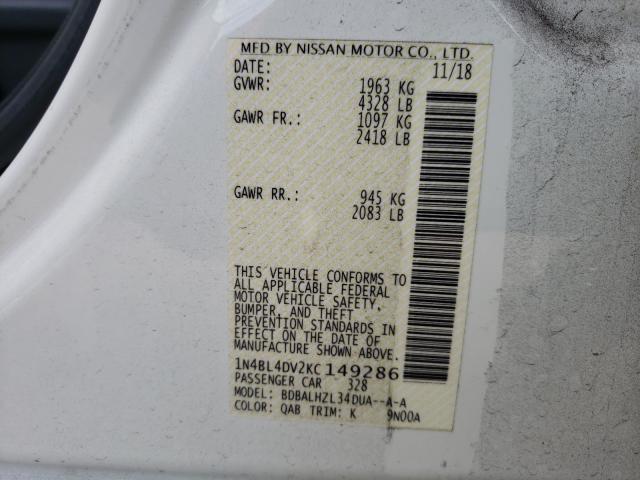 MFD BY NISSAN MOTOR CO., LTD.
DATE: 11/18
GVWR: 1963 KG
4328 LB
GAWR FR.: 1097 KG
2418 LB
GAWR RR.: 945 KG
2083 LB
THIS VEHICLE CONFORMS TO
ALL APPLICABLE FEDERAL
MOTOR VEHICLE SAFETY,
BUMPER, AND THEFT
PREVENTION STANDARDS IN
EFFECT ON THE DATE OF
MANUFACTURE SHOWN ABOVE.
1N4BL4DV2KC149286
PASSENGER CAR 328
MODEL: BDBALHZL34DUA--A-A
COLOR: QAB TRIM: K 9N00A